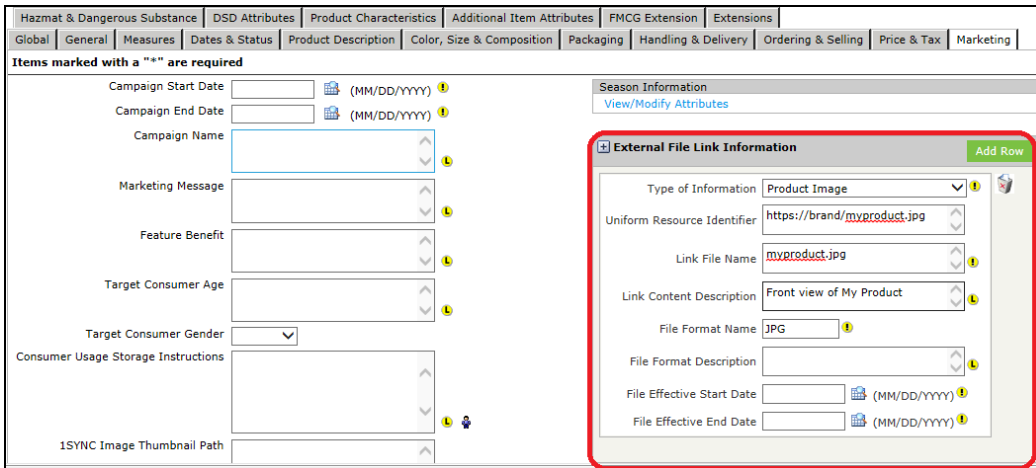 Hazmat & Dangerous Substance DSD Attributes Product Characteristics Additional Item Attributes FMCG Extension Extensions
Global General Measures Dates & Status Product Description Color, Size & Composition Packaging Handling & Delivery Ordering & Selling Price & Tax Marketing
Items marked with a "*" are required
Campaign Start Date (MM/DD/YYYY) !
Campaign End Date (MM/DD/YYYY) !
Campaign Name L
Marketing Message L
Feature Benefit L
Target Consumer Age L
Target Consumer Gender
Consumer Usage Storage Instructions L
1SYNC Image Thumbnail Path
Season Information
View/Modify Attributes
External File Link Information Add Row
Type of Information Product Image !
Uniform Resource Identifier https://brand/myproduct.jpg
Link File Name myproduct.jpg !
Link Content Description Front view of My Product L
File Format Name JPG !
File Format Description L
File Effective Start Date (MM/DD/YYYY) !
File Effective End Date (MM/DD/YYYY) !